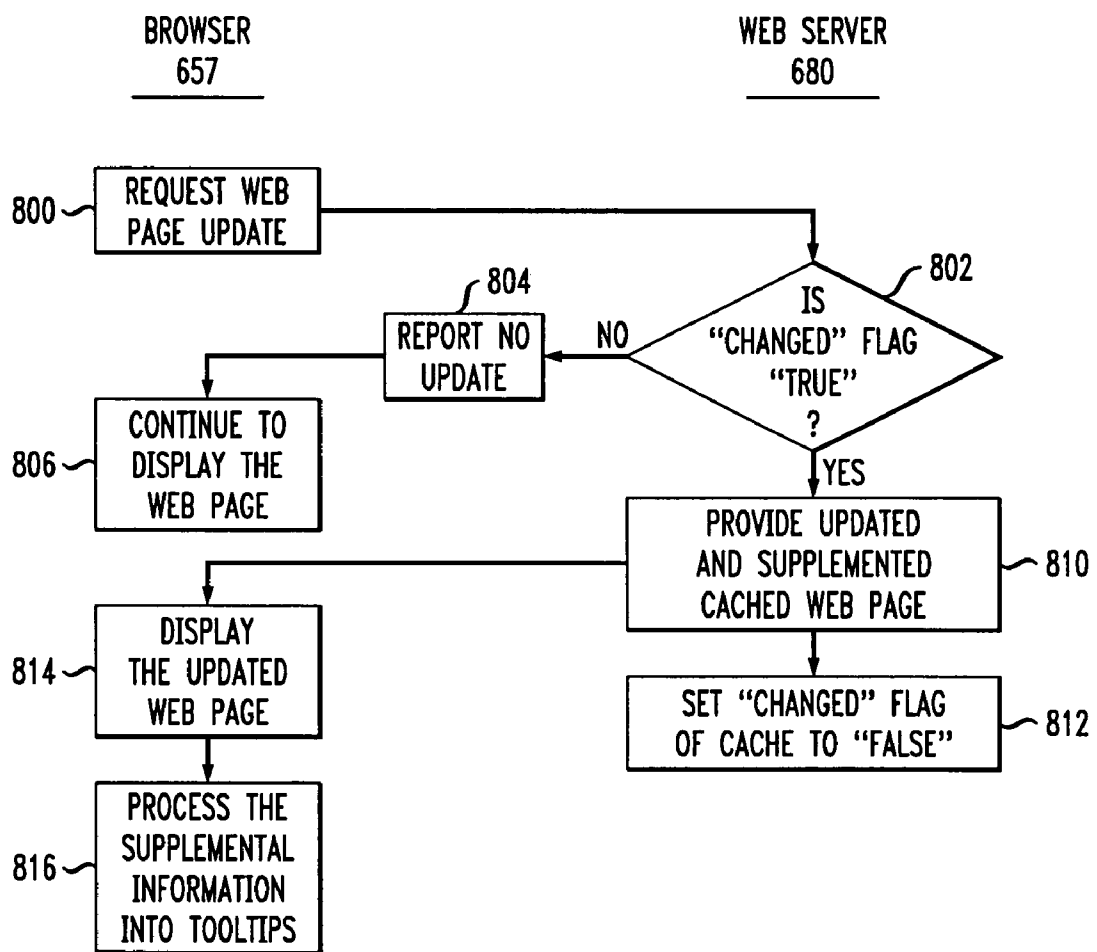 BROWSER
657
WEB SERVER
680
800
REQUEST WEB
PAGE UPDATE
802
IS
“CHANGED” FLAG
“TRUE”
?
NO
804
REPORT NO
UPDATE
806
CONTINUE TO
DISPLAY THE
WEB PAGE
YES
PROVIDE UPDATED
AND SUPPLEMENTED
CACHED WEB PAGE
810
814
DISPLAY
THE UPDATED
WEB PAGE
SET “CHANGED” FLAG
OF CACHE TO “FALSE”
812
816
PROCESS THE
SUPPLEMENTAL
INFORMATION
INTO TOOLTIPS